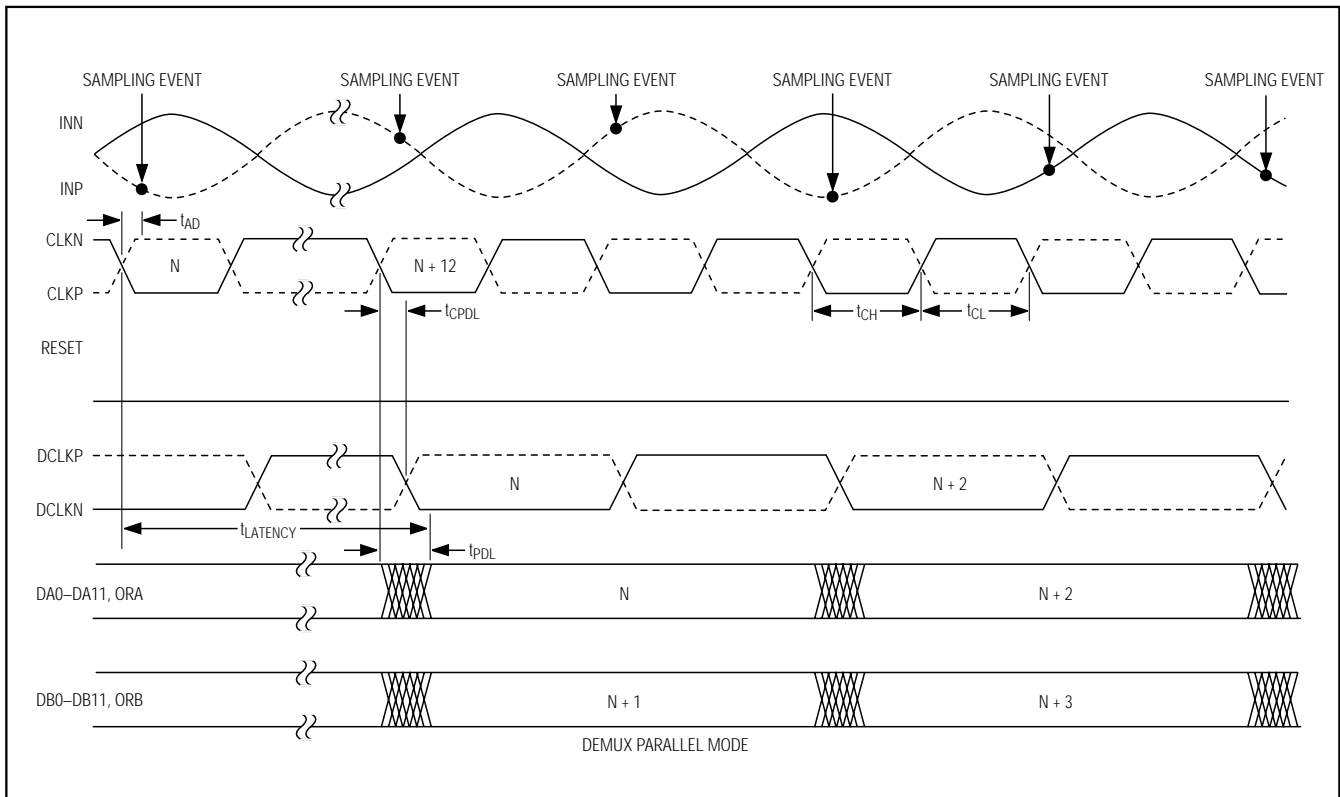 SAMPLING EVENT SAMPLING EVENT SAMPLING EVENT SAMPLING EVENT SAMPLING EVENT SAMPLING EVENT
INN
INP
tAD
CLKN
N N + 12
CLKP
tCPDL tCH tCL
RESET
DCLKP
N N + 2
DCLKN
tLATENCY
tPDL
DA0–DA11, ORA N N + 2
DB0–DB11, ORB N + 1 N + 3
DEMUX PARALLEL MODE